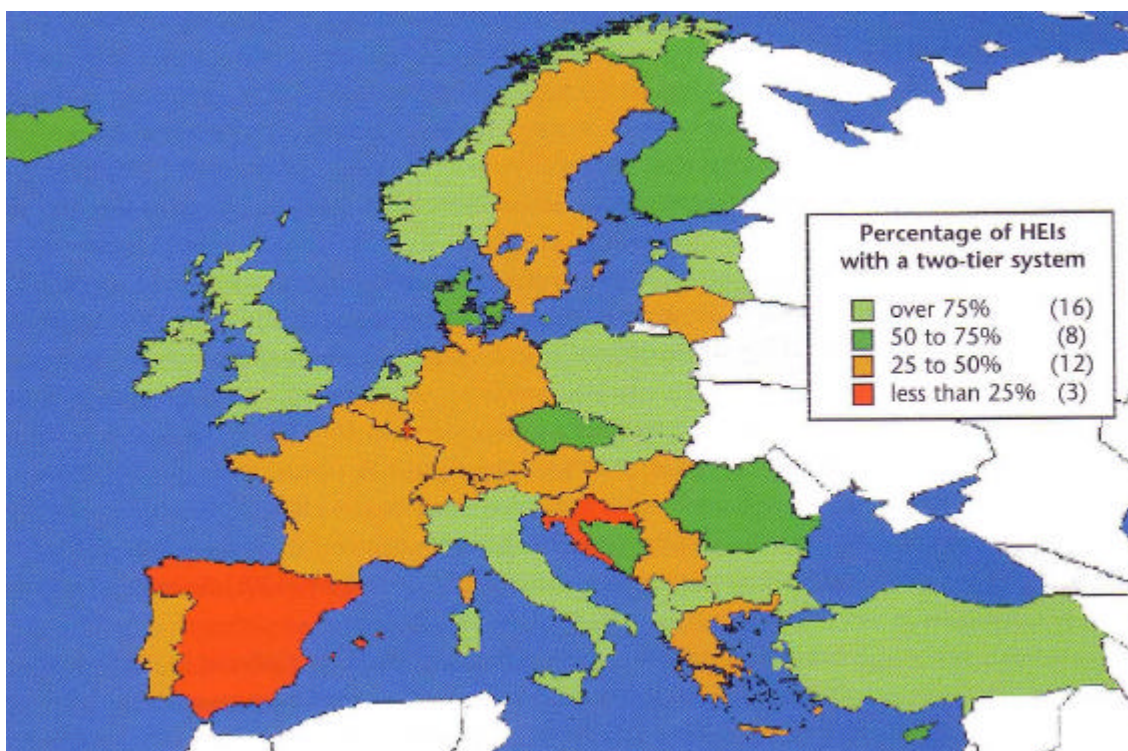 Percentage of HEIs
with a two-tier system
over 75% (16)
50 to 75% (8)
25 to 50% (12)
less than 25% (3)